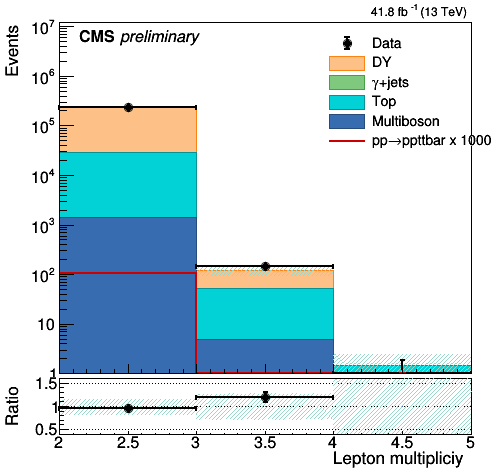 41.8 fb⁻¹ (13 TeV)
CMS preliminary
Events
10⁷
10⁶
10⁵
10⁴
10³
10²
10
1
Data
DY
γ+jets
Top
Multiboson
pp→ppttbar x 1000
Ratio
1.5
1
0.5
2 2.5 3 3.5 4 4.5 5
Lepton multipliciy